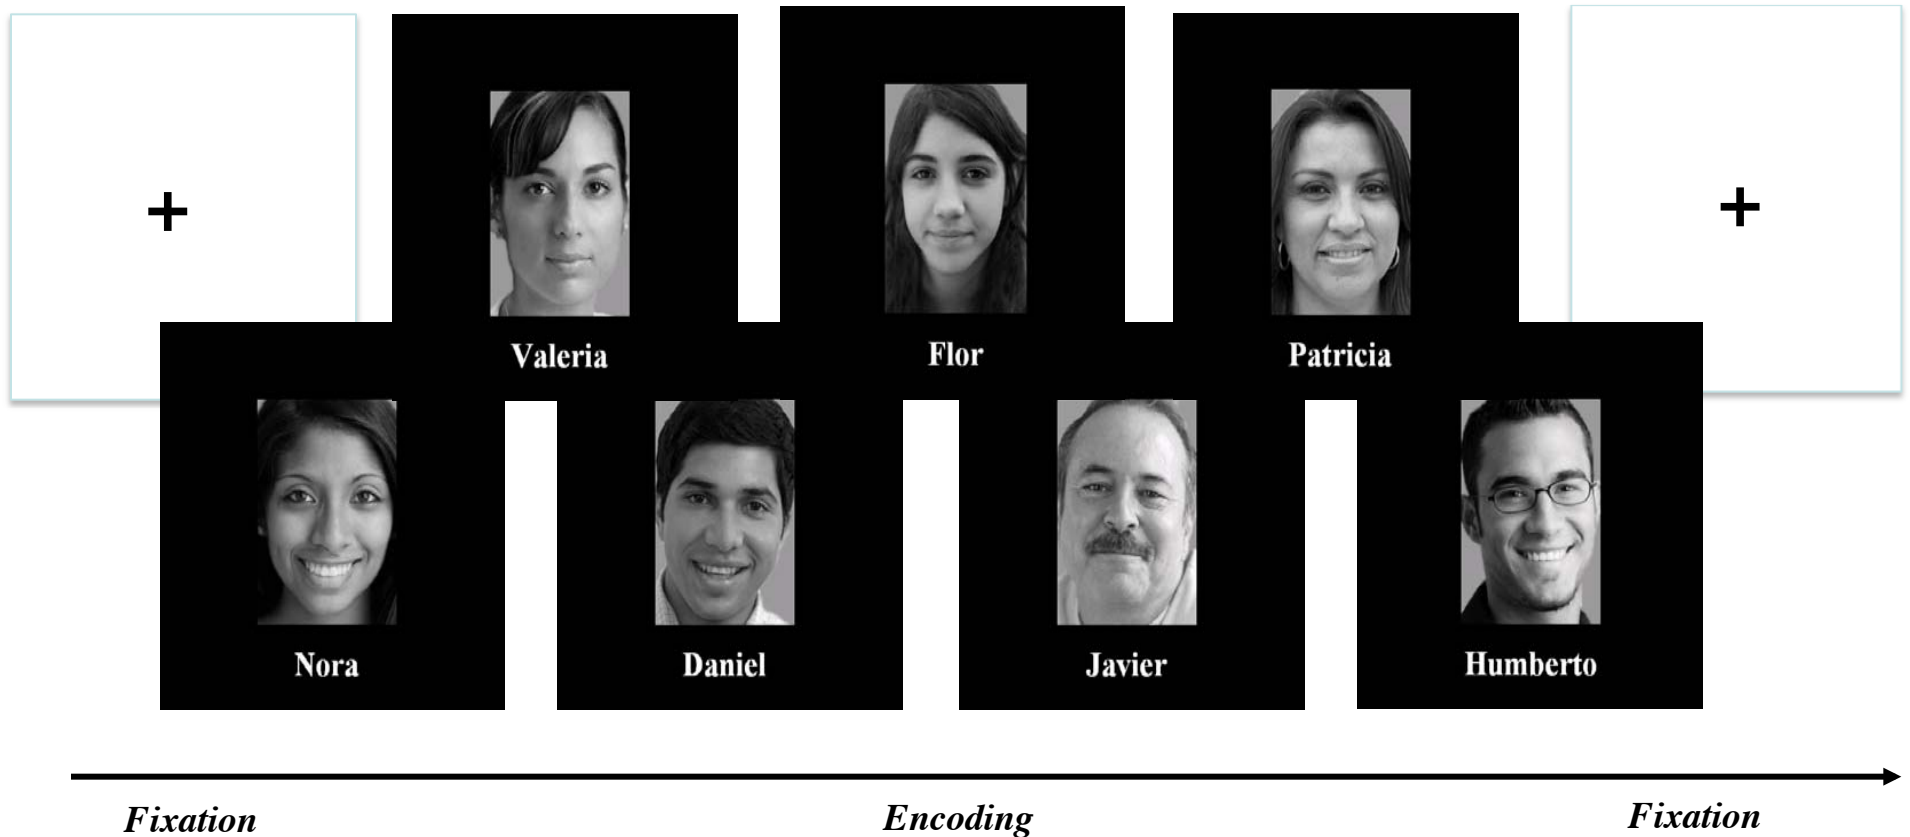 +
+
Valeria
Flor
Patricia
Nora
Daniel
Javier
Humberto
Fixation
Encoding
Fixation